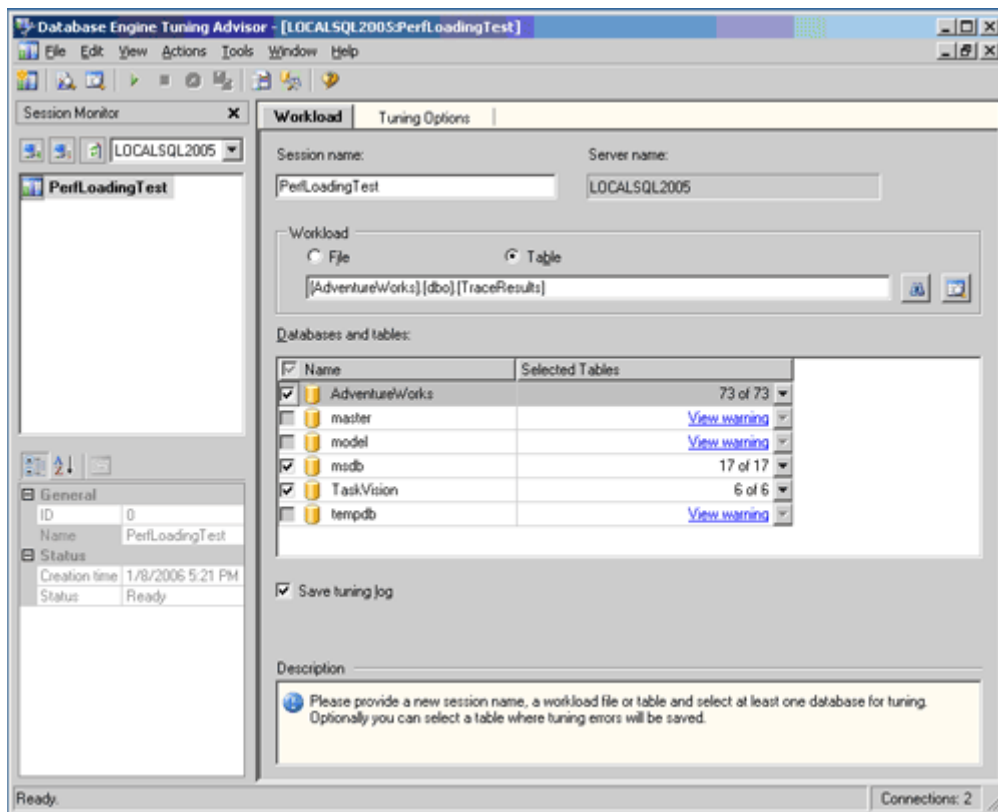 Database Engine Tuning Advisor - [LOCALSQL2005:PerfLoadingTest]
File Edit View Actions Tools Window Help
Session Monitor
LOCALSQL2005
PerfLoadingTest
General
ID 0
Name PerfLoadingTest
Status
Creation time 1/8/2006 5:21 PM
Status Ready
Workload Tuning Options
Session name: Server name:
PerfLoadingTest LOCALSQL2005
Workload
File Table
[AdventureWorks].[dbo].[TraceResults]
Databases and tables:
Name Selected Tables
AdventureWorks 73 of 73
master View warning
model View warning
msdb 17 of 17
TaskVision 6 of 6
tempdb View warning
Save tuning log
Description
Please provide a new session name, a workload file or table and select at least one database for tuning.
Optionally you can select a table where tuning errors will be saved.
Ready. Connections: 2